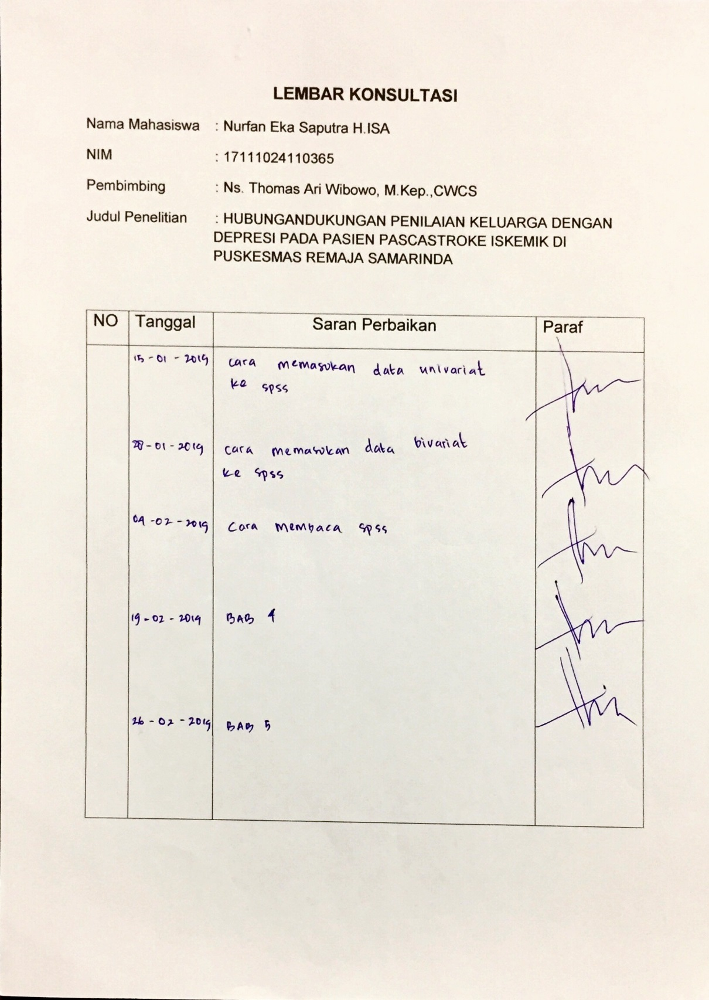 LEMBAR KONSULTASI
Nama Mahasiswa : Nurfan Eka Saputra H.ISA
NIM : 17111024110365
Pembimbing : Ns. Thomas Ari Wibowo, M.Kep.,CWCS
Judul Penelitian : HUBUNGANDUKUNGAN PENILAIAN KELUARGA DENGAN
DEPRESI PADA PASIEN PASCASTROKE ISKEMIK DI
PUSKESMAS REMAJA SAMARINDA
NO Tanggal Saran Perbaikan Paraf
15-01-2019 cara memasukan data univariat
ke spss
28-01-2019 cara memasukan data bivariat
ke spss
04-02-2019 cara membaca spss
19-02-2019 BAB 4
26-02-2019 BAB 5